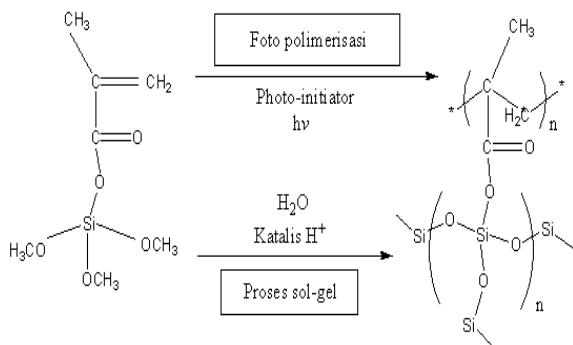 CH₃
C
CH₂
C
O
O
Si
H₃CO
OCH₃
OCH₃
Foto polimerisasi
Photo-initiator
hν
H₂O
Katalis H⁺
Proses sol-gel
CH₃
*
C
*
H₂C
*
n
C
O
O
Si
O
Si
O
Si
O
n
Si